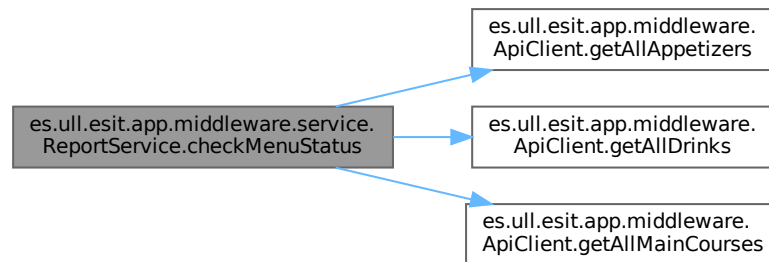 es.ull.esit.app.middleware.
ApiClient.getAllAppetizers
es.ull.esit.app.middleware.service.
ReportService.checkMenuStatus
es.ull.esit.app.middleware.
ApiClient.getAllDrinks
es.ull.esit.app.middleware.
ApiClient.getAllMainCourses